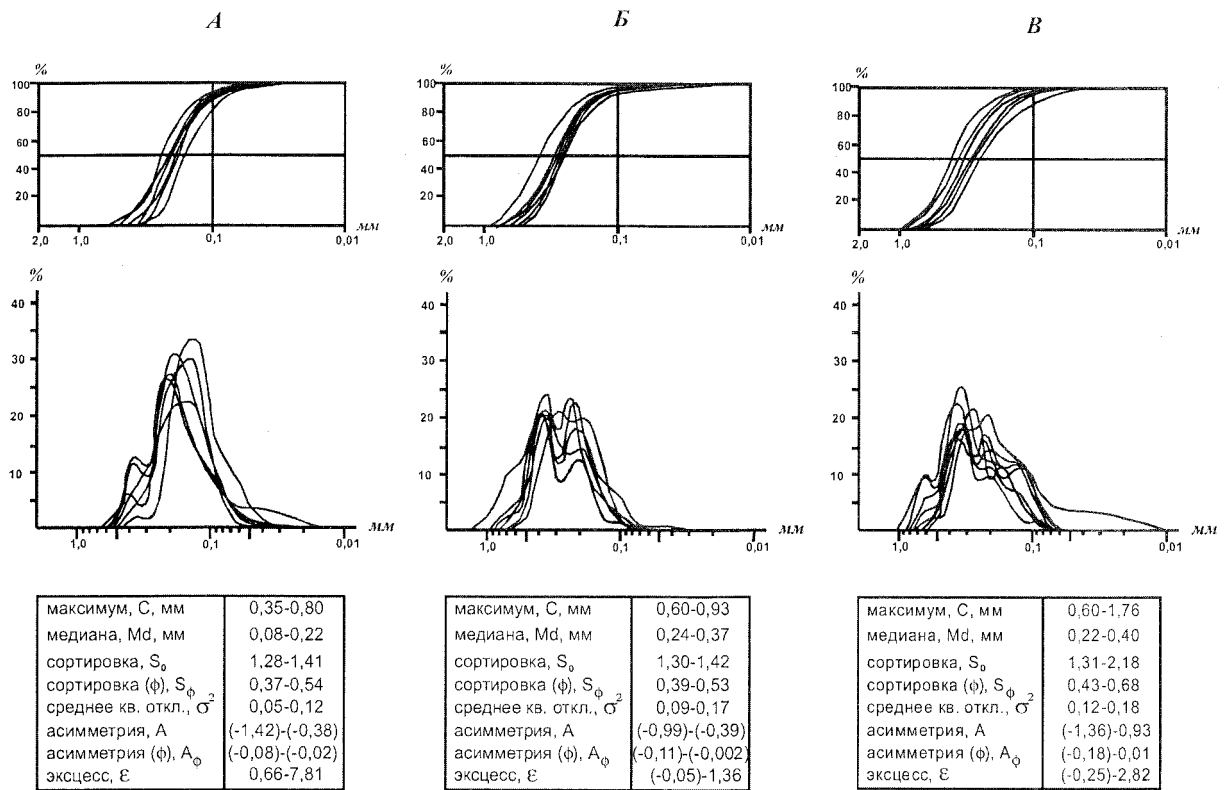 А
Б
В
%
100
80
60
40
20
2,0
1,0
0,1
0,01
мм
%
100
80
60
40
20
2,0
1,0
0,1
0,01
мм
%
100
80
60
40
20
2,0
1,0
0,1
0,01
мм
%
40
30
20
10
1,0
0,1
0,01
мм
%
40
30
20
10
1,0
0,1
0,01
мм
%
40
30
20
10
1,0
0,1
0,01
мм
максимум, С, мм 0,35-0,80
медиана, Md, мм 0,08-0,22
сортировка, S₀ 1,28-1,41
сортировка (ф), Sф 0,37-0,54
среднее кв. откл., σ² 0,05-0,12
асимметрия, А (-1,42)-(-0,38)
асимметрия (ф), Аф (-0,08)-(-0,02)
эксцесс, Ɛ 0,66-7,81
максимум, С, мм 0,60-0,93
медиана, Md, мм 0,24-0,37
сортировка, S₀ 1,30-1,42
сортировка (ф), Sф 0,39-0,53
среднее кв. откл., σ² 0,09-0,17
асимметрия, А (-0,99)-(-0,39)
асимметрия (ф), Аф (-0,11)-(-0,002)
эксцесс, Ɛ (-0,05)-1,36
максимум, С, мм 0,60-1,76
медиана, Md, мм 0,22-0,40
сортировка, S₀ 1,31-2,18
сортировка (ф), Sф 0,43-0,68
среднее кв. откл., σ² 0,12-0,18
асимметрия, А (-1,36)-0,93
асимметрия (ф), Аф (-0,18)-0,01
эксцесс, Ɛ (-0,25)-2,82